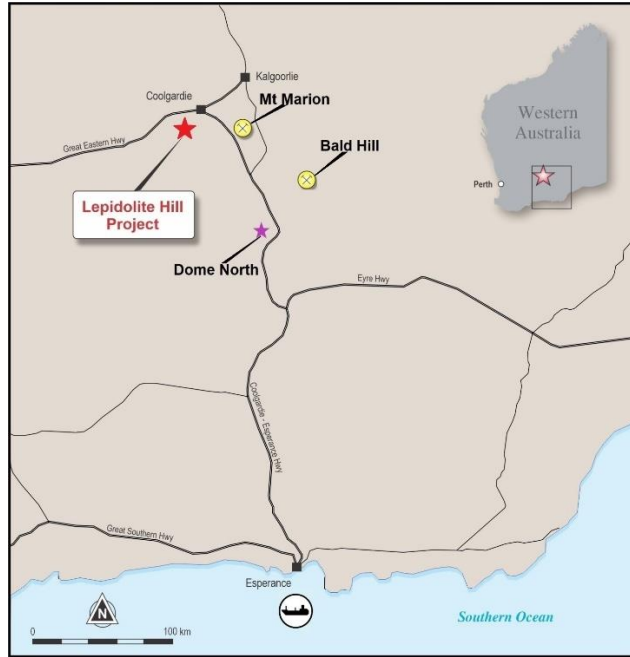 Kalgoorlie
Coolgardie
Mt Marion
Great Eastern Hwy
Bald Hill
Western
Australia
Perth
Lepidolite Hill
Project
Dome North
Eyre Hwy
Coolgardie - Esperance Hwy
Great Southern Hwy
Esperance
N
Southern Ocean
0 100 km